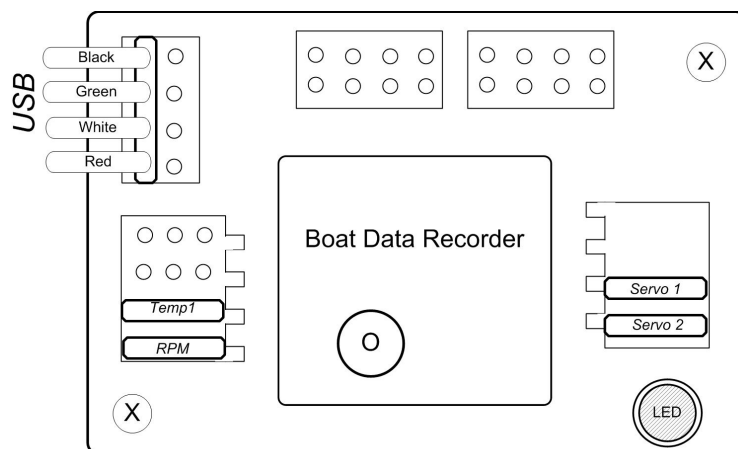 USB
Black
Green
White
Red
X
Boat Data Recorder
O
Temp1
RPM
Servo 1
Servo 2
X
LED